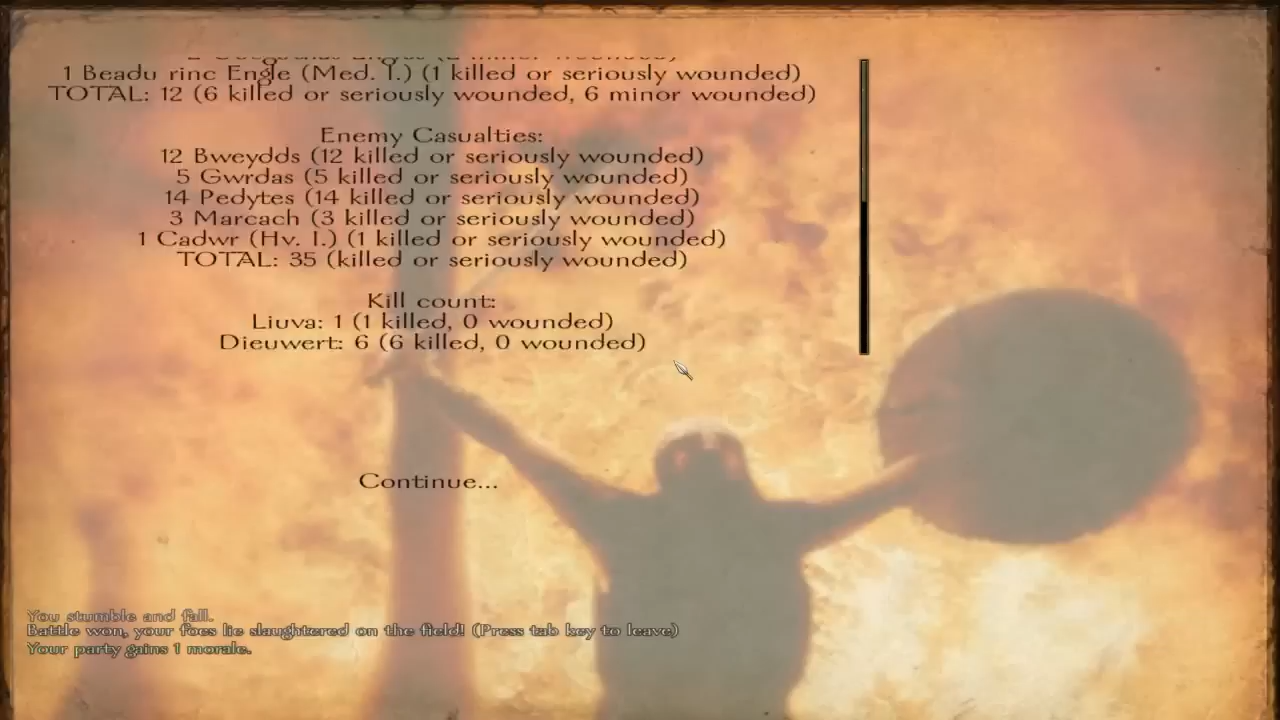 1 Beadu rinc Engle (Med. I.) (1 killed or seriously wounded)
TOTAL: 12 (6 killed or seriously wounded, 6 minor wounded)
Enemy Casualties:
12 Bweydds (12 killed or seriously wounded)
5 Gwrdas (5 killed or seriously wounded)
14 Pedytes (14 killed or seriously wounded)
3 Marcach (3 killed or seriously wounded)
1 Cadwr (Hv. I.) (1 killed or seriously wounded)
TOTAL: 35 (killed or seriously wounded)
Kill count:
Liuva: 1 (1 killed, 0 wounded)
Dieuwert: 6 (6 killed, 0 wounded)
Continue...
You stumble and fall.
Battle won, your foes lie slaughtered on the field! (Press tab key to leave)
Your party gains 1 morale.